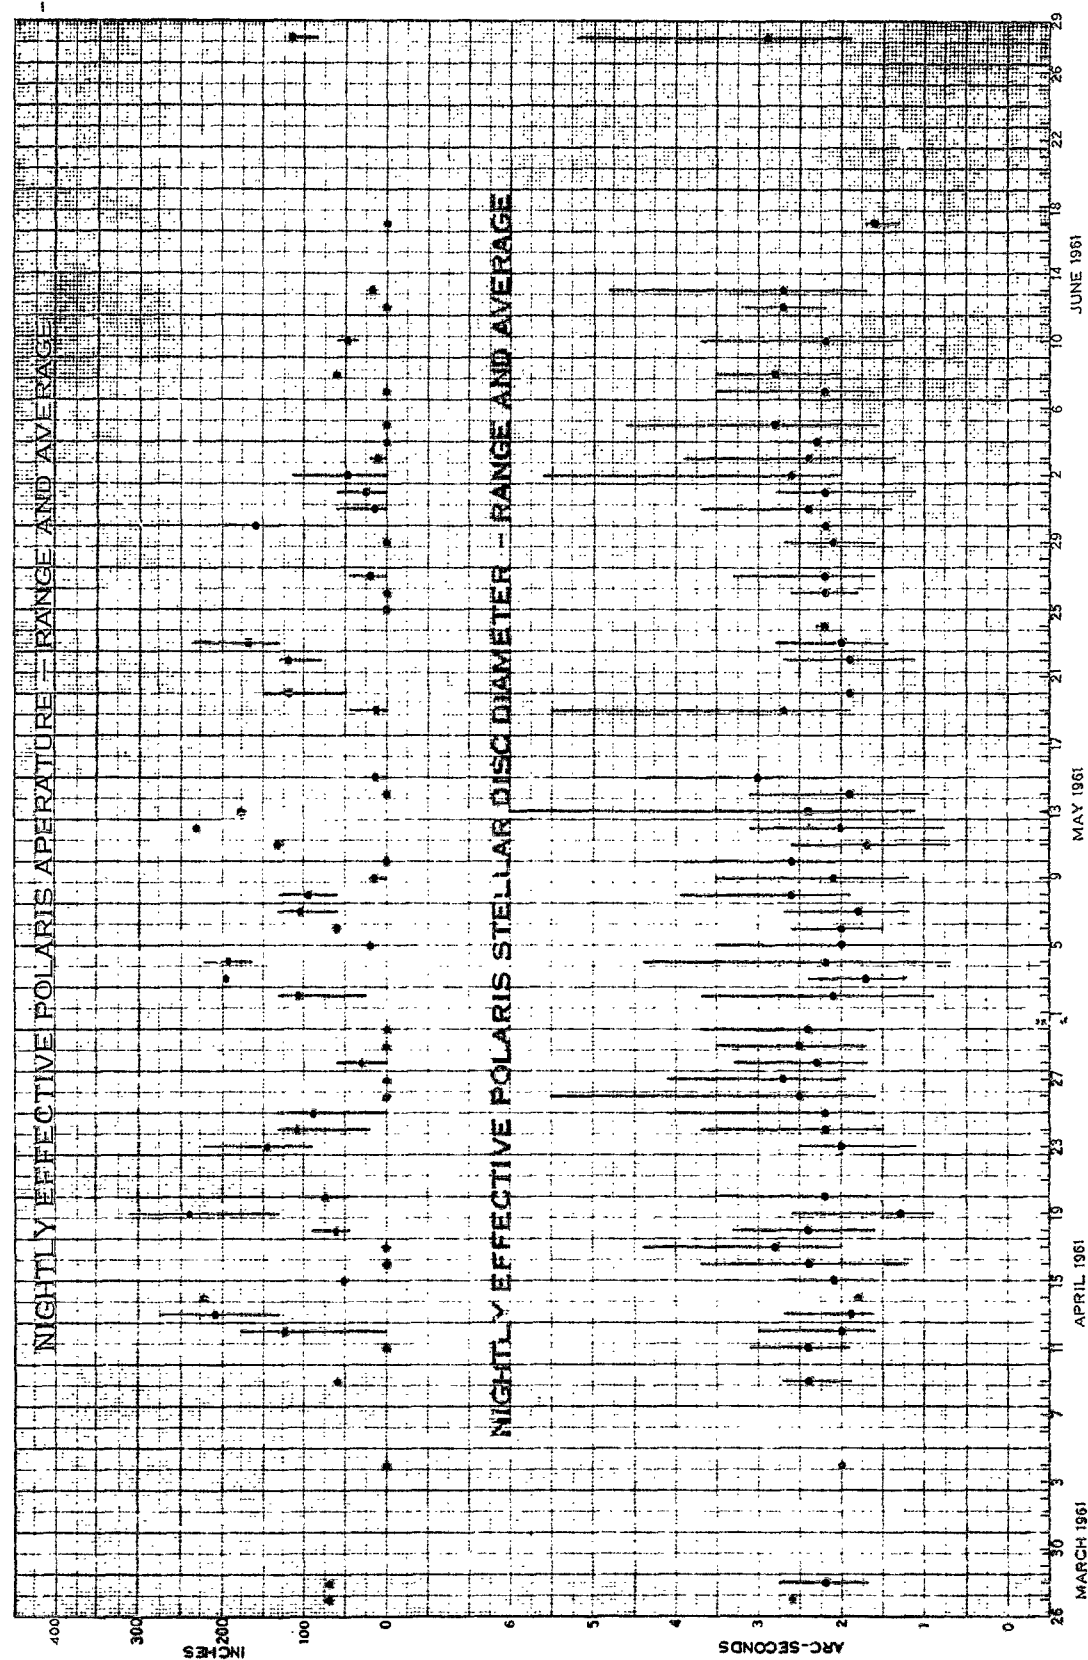 NIGHTLY EFFECTIVE POLARIS APERATURE — RANGE AND AVERAGE
400
300
200
100
0
INCHES
NIGHTLY EFFECTIVE POLARIS STELLAR DISC DIAMETER – RANGE AND AVERAGE
6
5
4
3
2
1
0
ARC-SECONDS
26 30 3 7 11 15 19 23 27 1 5 9 13 17 21 25 29 2 6 10 14 18 22 26 29
MARCH 1961 APRIL 1961 MAY 1961 JUNE 1961